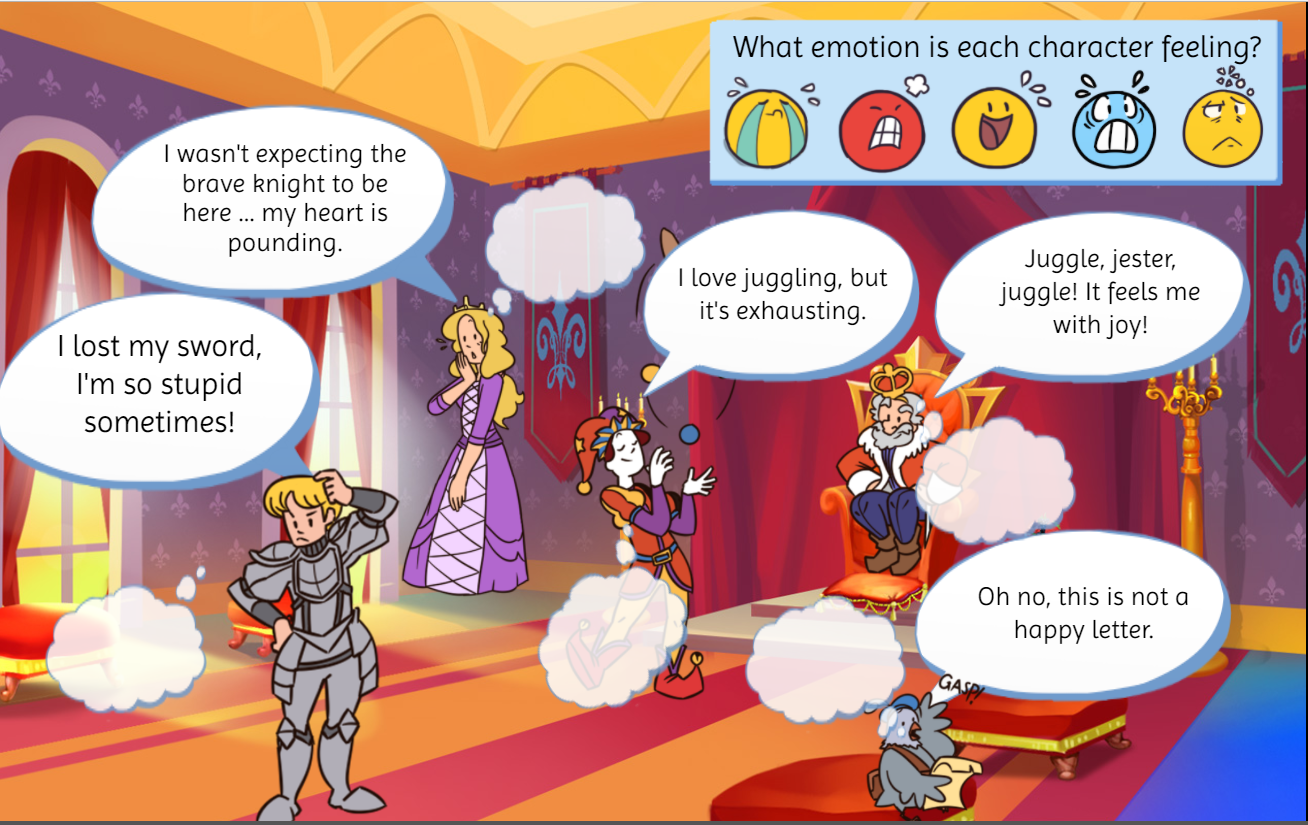 What emotion is each character feeling?
I wasn't expecting the
brave knight to be
here ... my heart is
pounding.
I lost my sword,
I'm so stupid
sometimes!
I love juggling, but
it's exhausting.
Juggle, jester,
juggle! It feels me
with joy!
Oh no, this is not a
happy letter.
GASP!